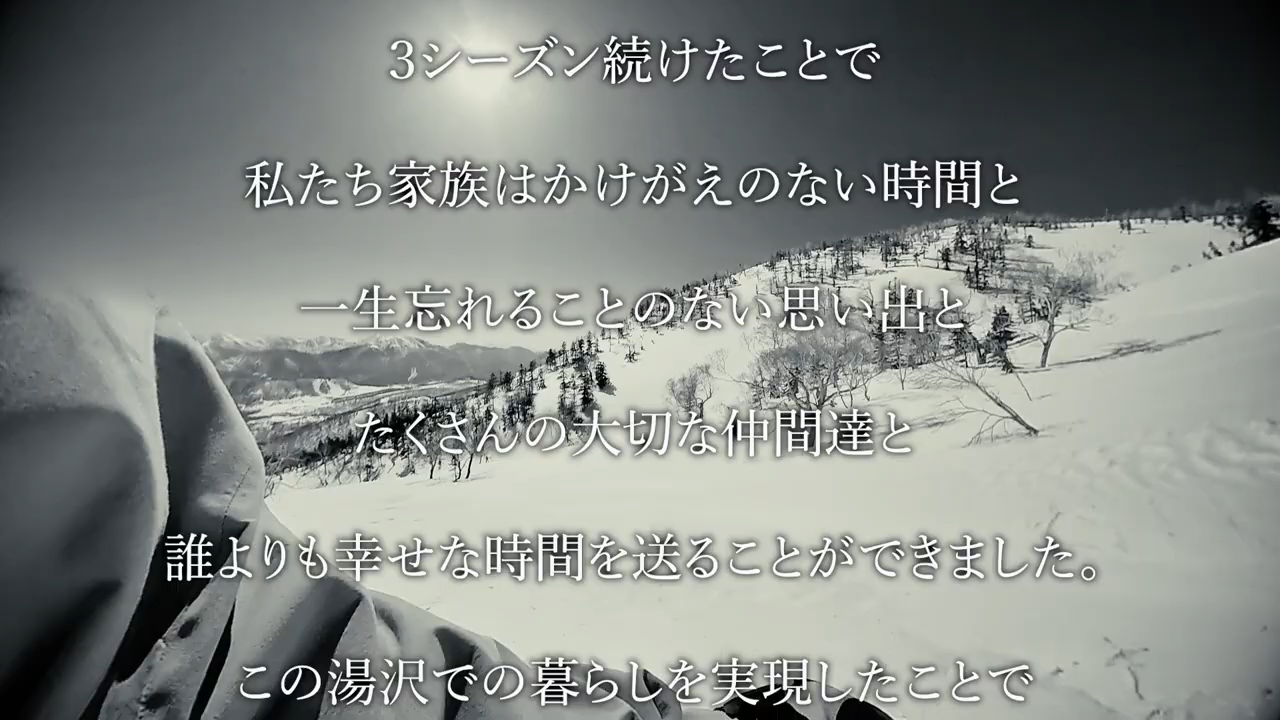 3シーズン続けたことで
私たち家族はかけがえのない時間と
一生忘れることのない思い出と
たくさんの大切な仲間達と
誰よりも幸せな時間を送ることができました。
この湯沢での暮らしを実現したことで